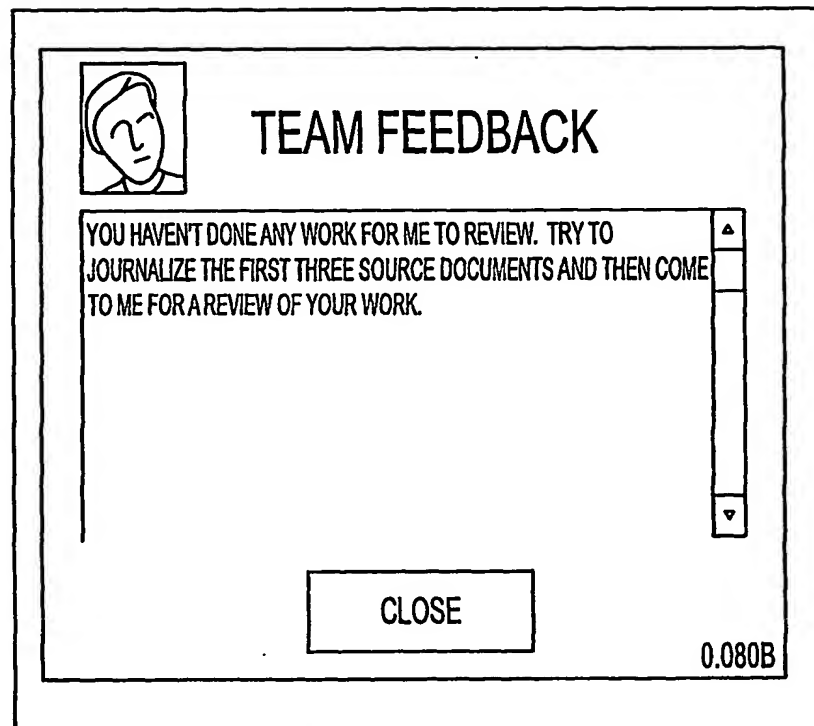 TEAM FEEDBACK
YOU HAVEN'T DONE ANY WORK FOR ME TO REVIEW. TRY TO
JOURNALIZE THE FIRST THREE SOURCE DOCUMENTS AND THEN COME
TO ME FOR A REVIEW OF YOUR WORK.
CLOSE
0.080B